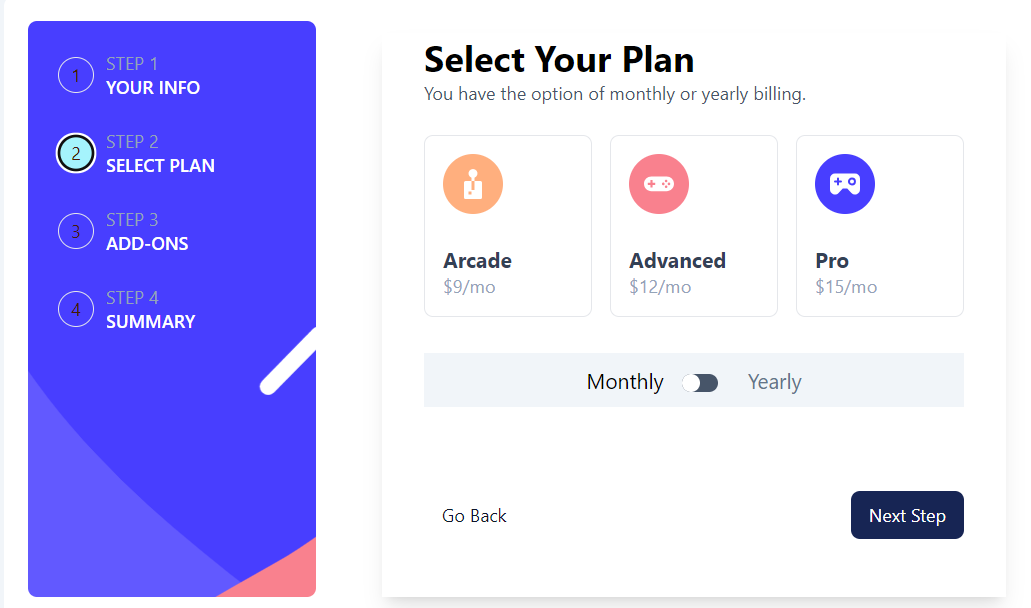 1
STEP 1
YOUR INFO
2
STEP 2
SELECT PLAN
3
STEP 3
ADD-ONS
4
STEP 4
SUMMARY
Select Your Plan
You have the option of monthly or yearly billing.
Arcade
$9/mo
Advanced
$12/mo
Pro
$15/mo
Monthly
Yearly
Go Back
Next Step